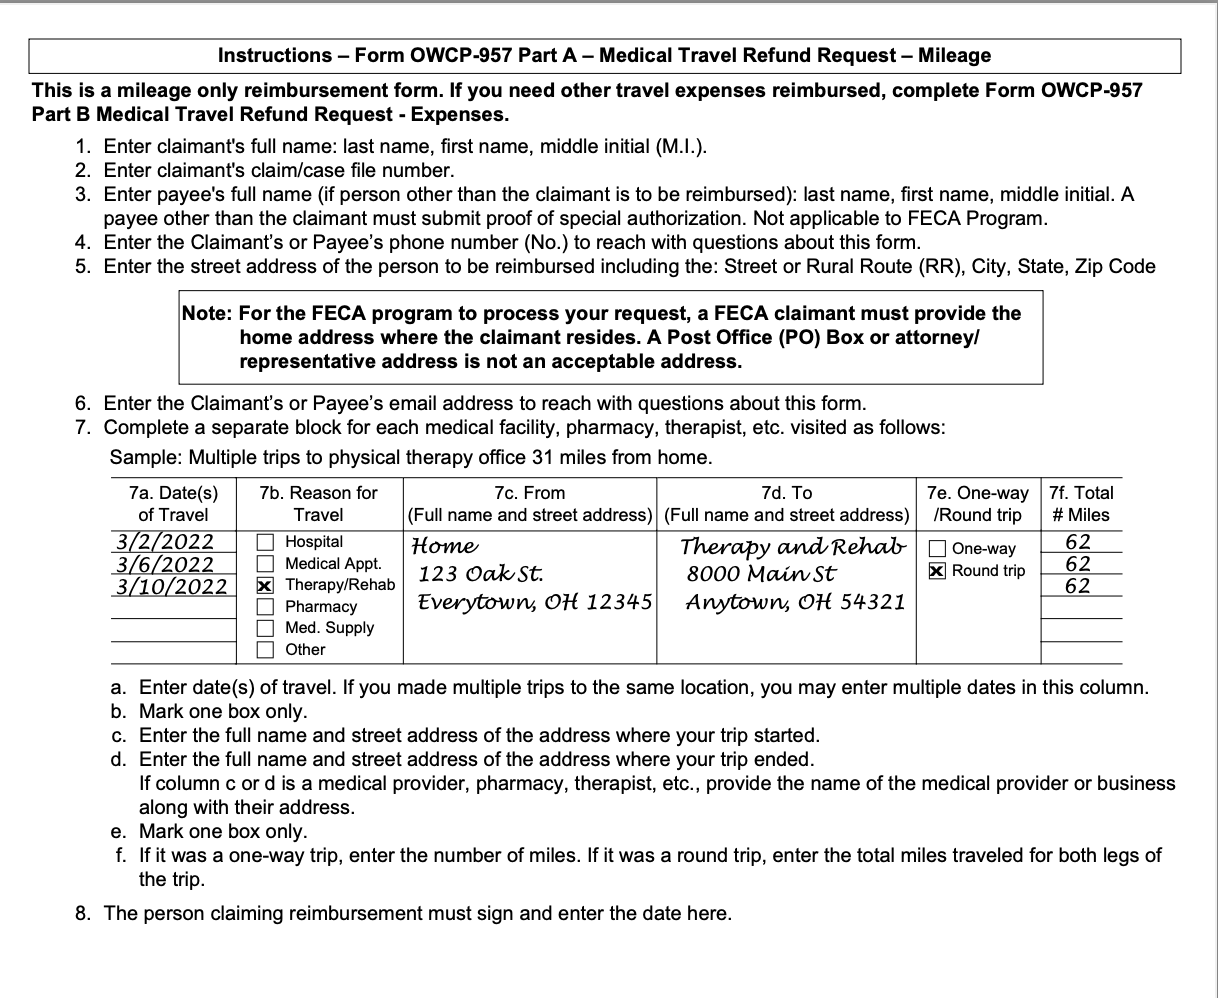 Instructions – Form OWCP-957 Part A – Medical Travel Refund Request – Mileage
This is a mileage only reimbursement form. If you need other travel expenses reimbursed, complete Form OWCP-957
Part B Medical Travel Refund Request - Expenses.
1. Enter claimant's full name: last name, first name, middle initial (M.I.).
2. Enter claimant's claim/case file number.
3. Enter payee's full name (if person other than the claimant is to be reimbursed): last name, first name, middle initial. A
payee other than the claimant must submit proof of special authorization. Not applicable to FECA Program.
4. Enter the Claimant's or Payee's phone number (No.) to reach with questions about this form.
5. Enter the street address of the person to be reimbursed including the: Street or Rural Route (RR), City, State, Zip Code
Note: For the FECA program to process your request, a FECA claimant must provide the
home address where the claimant resides. A Post Office (PO) Box or attorney/
representative address is not an acceptable address.
6. Enter the Claimant's or Payee's email address to reach with questions about this form.
7. Complete a separate block for each medical facility, pharmacy, therapist, etc. visited as follows:
Sample: Multiple trips to physical therapy office 31 miles from home.
7a. Date(s)
of Travel
7b. Reason for
Travel
7c. From
(Full name and street address)
7d. To
(Full name and street address)
7e. One-way
/Round trip
7f. Total
# Miles
3/2/2022
3/6/2022
3/10/2022
Hospital
Medical Appt.
Therapy/Rehab
Pharmacy
Med. Supply
Other
Home
123 Oak St.
Everytown, OH 12345
Therapy and Rehab
8000 Main St
Anytown, OH 54321
One-way
Round trip
62
62
62
a. Enter date(s) of travel. If you made multiple trips to the same location, you may enter multiple dates in this column.
b. Mark one box only.
c. Enter the full name and street address of the address where your trip started.
d. Enter the full name and street address of the address where your trip ended.
If column c or d is a medical provider, pharmacy, therapist, etc., provide the name of the medical provider or business
along with their address.
e. Mark one box only.
f. If it was a one-way trip, enter the number of miles. If it was a round trip, enter the total miles traveled for both legs of
the trip.
8. The person claiming reimbursement must sign and enter the date here.